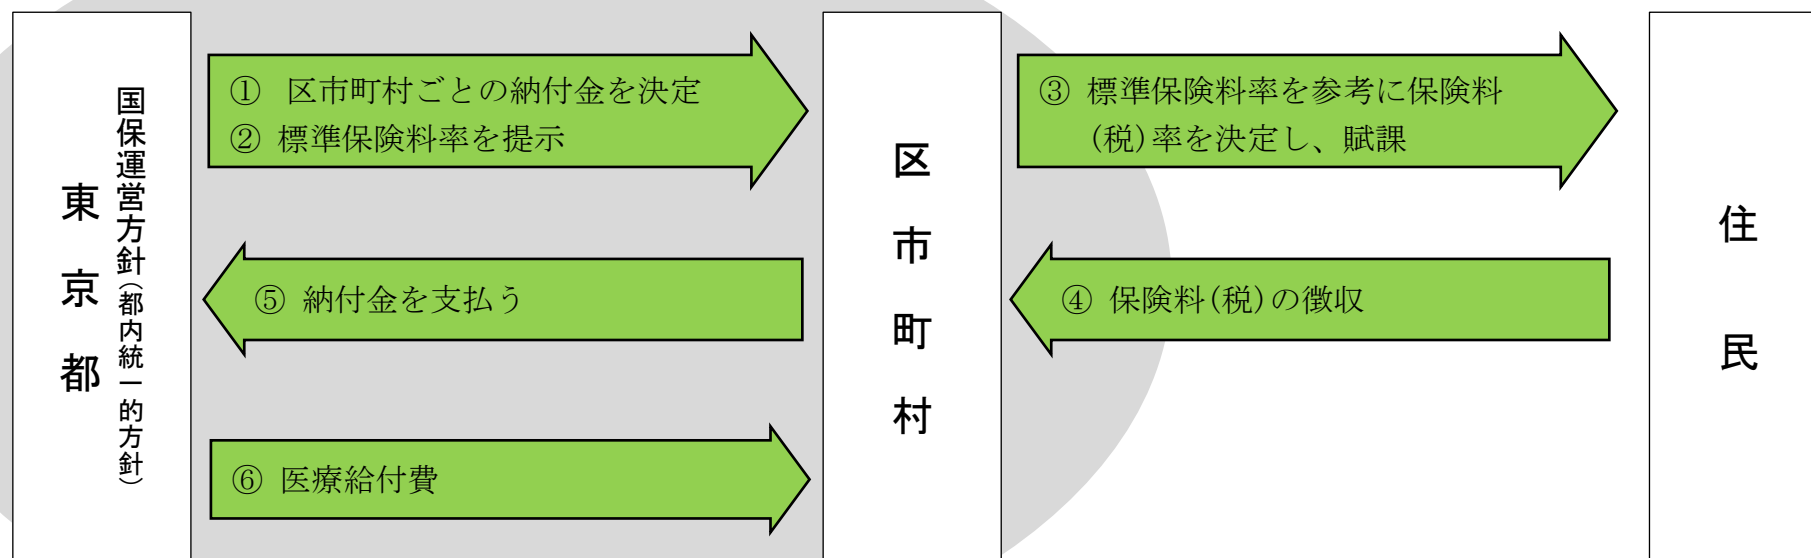 東京都
国保運営方針(都内統一的方針)
① 区市町村ごとの納付金を決定
② 標準保険料率を提示
⑤ 納付金を支払う
⑥ 医療給付費
区市町村
③ 標準保険料率を参考に保険料
(税)率を決定し、賦課
④ 保険料(税)の徴収
住民